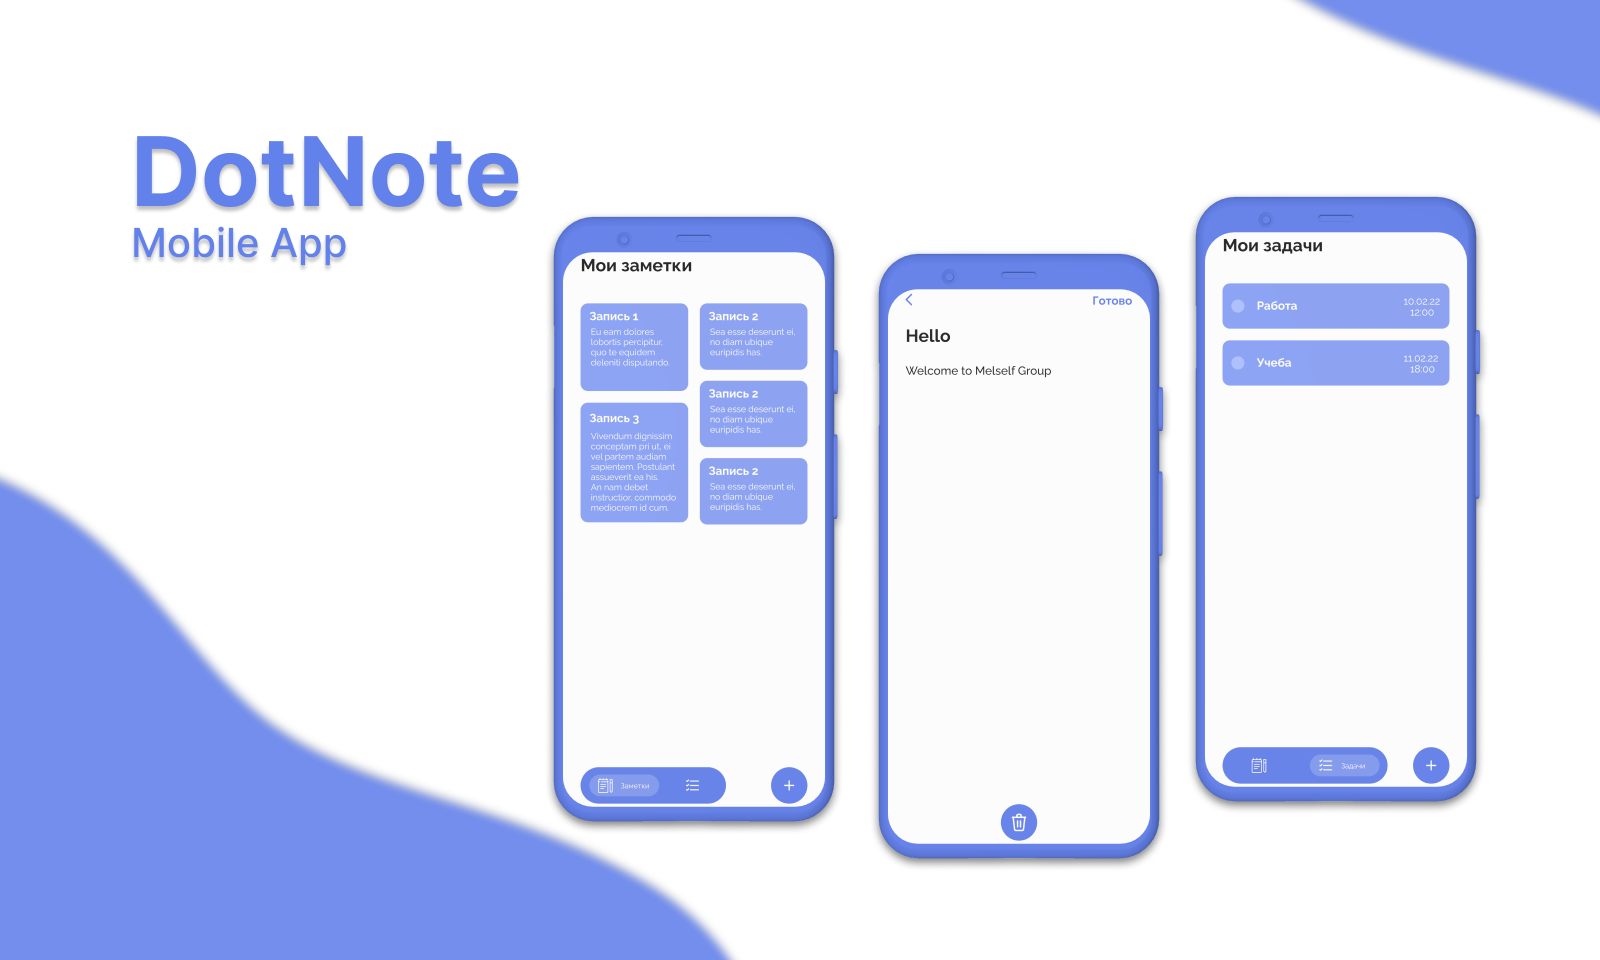 DotNote
Mobile App
Мои заметки
Запись 1
Eu eam dolores
lobortis percipitur,
quo te equidem
deleniti disputando.
Запись 3
Vivendum dignissim
conceptam pri ut, ei
vel partem audiam
sapientem. Postulant
assueverit ea his.
An nam debet
instructior, commodo
mediocrem id cum.
Запись 2
Sea esse deserunt ei,
no diam ubique
euripidis has.
Запись 2
Sea esse deserunt ei,
no diam ubique
euripidis has.
Запись 2
Sea esse deserunt ei,
no diam ubique
euripidis has.
Заметки
Готово
Hello
Welcome to Melself Group
Мои задачи
Работа
10.02.22
12:00
Учеба
11.02.22
18:00
Задачи